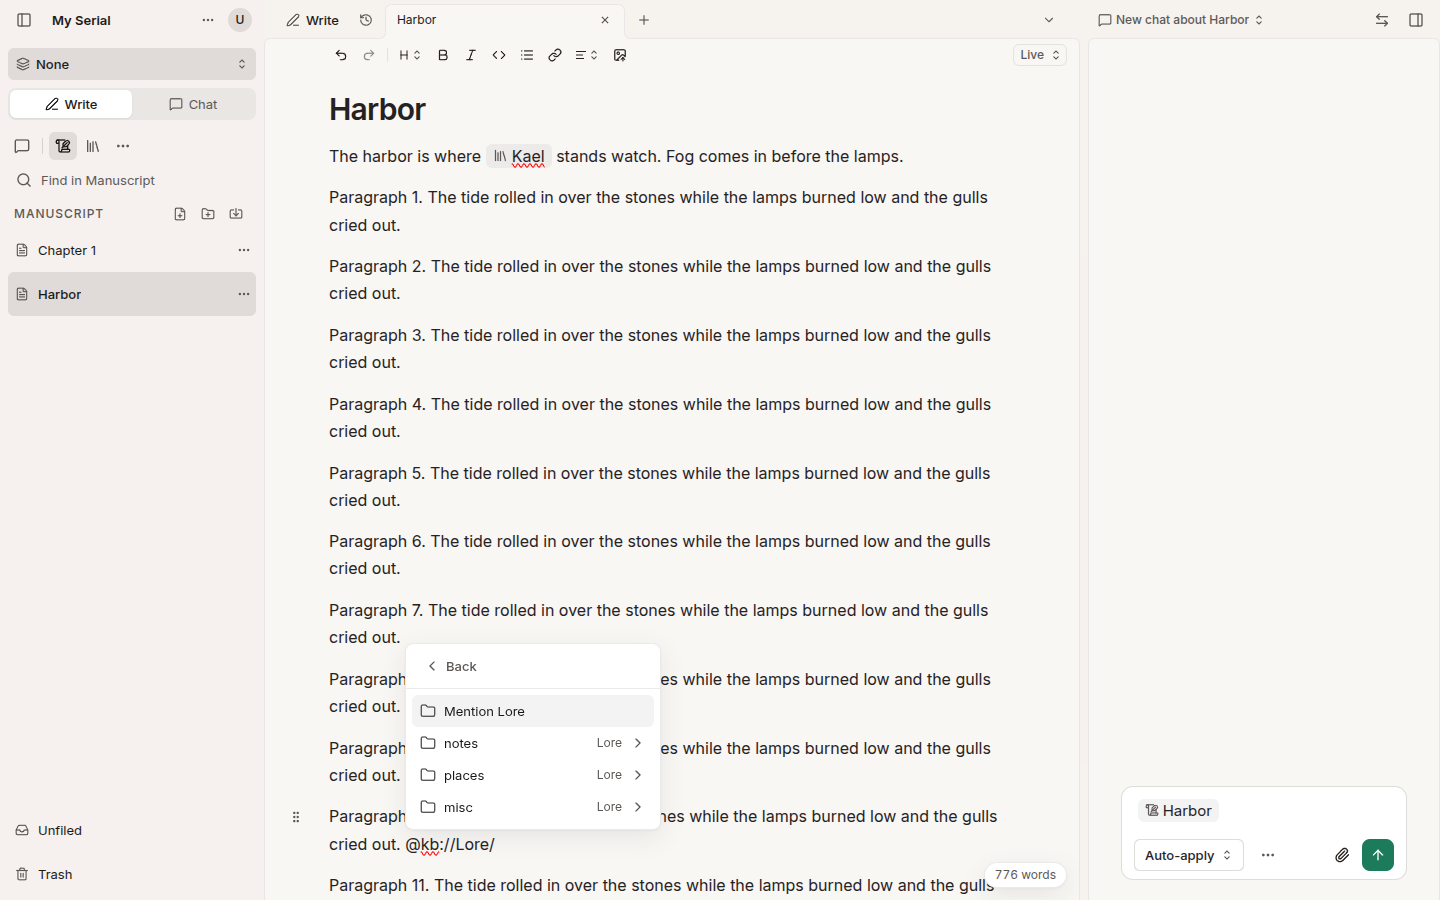 My Serial
U
Write
Harbor
New chat about Harbor
None
Write
Chat
H
B
I
Live
Find in Manuscript
MANUSCRIPT
Chapter 1
Harbor
Unfiled
Trash
Harbor
The harbor is where Kael stands watch. Fog comes in before the lamps.
Paragraph 1. The tide rolled in over the stones while the lamps burned low and the gulls
cried out.
Paragraph 2. The tide rolled in over the stones while the lamps burned low and the gulls
cried out.
Paragraph 3. The tide rolled in over the stones while the lamps burned low and the gulls
cried out.
Paragraph 4. The tide rolled in over the stones while the lamps burned low and the gulls
cried out.
Paragraph 5. The tide rolled in over the stones while the lamps burned low and the gulls
cried out.
Paragraph 6. The tide rolled in over the stones while the lamps burned low and the gulls
cried out.
Paragraph 7. The tide rolled in over the stones while the lamps burned low and the gulls
cried out.
Back
Paragraph while the lamps burned low and the gulls
cried out.
Mention Lore
notes Lore
Paragraph while the lamps burned low and the gulls
cried out.
places Lore
misc Lore
Paragraph while the lamps burned low and the gulls
cried out. @kb://Lore/
Paragraph 11. The tide rolled in over the stones while the lamps burned low and the gulls
776 words
Harbor
Auto-apply